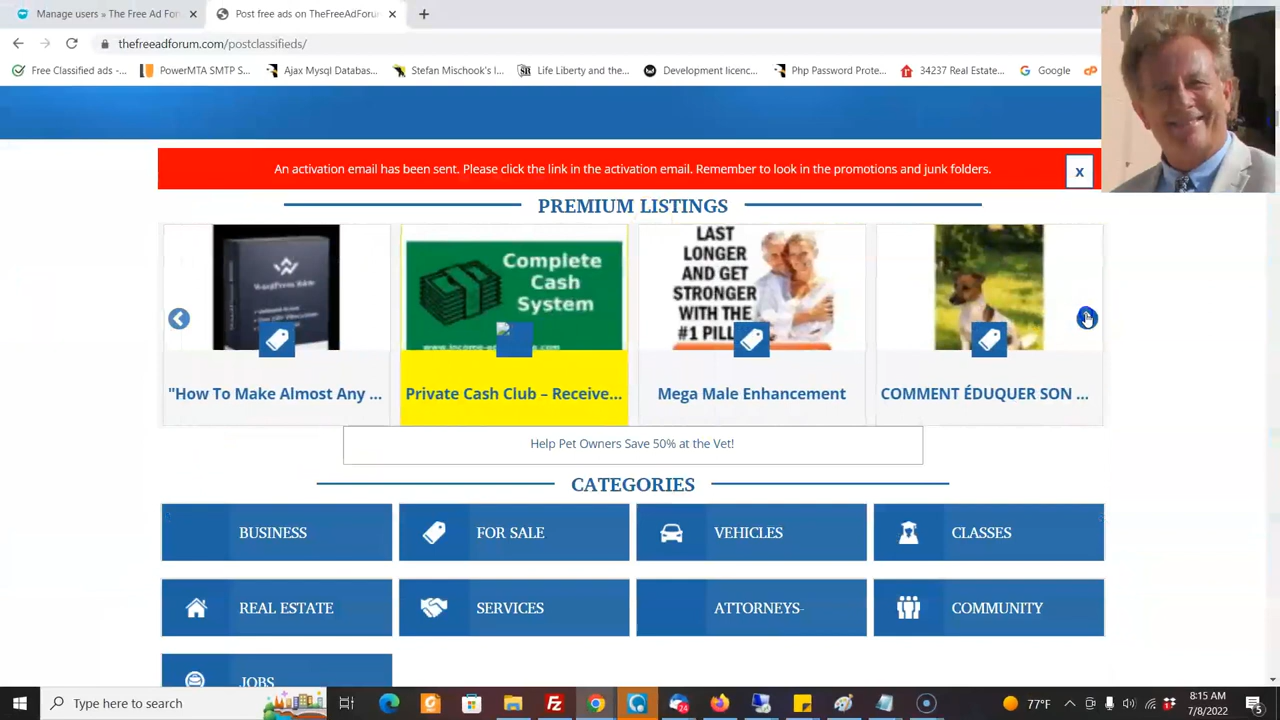 Manage users » The Free Ad For
Post free ads on TheFreeAdForu
thefreeadforum.com/postclassifieds/
Free Classified ads -...
PowerMTA SMTP S...
Ajax Mysql Databas...
Stefan Mischook's I...
Life Liberty and the...
Development licenc...
Php Password Prote...
34237 Real Estate...
Google
An activation email has been sent. Please click the link in the activation email. Remember to look in the promotions and junk folders.
x
PREMIUM LISTINGS
Complete
Cash
System
LAST
LONGER
AND GET
STRONGER
WITH THE
#1 PILL
"How To Make Almost Any ...
Private Cash Club – Receive...
Mega Male Enhancement
COMMENT ÉDUQUER SON ...
Help Pet Owners Save 50% at the Vet!
CATEGORIES
BUSINESS
FOR SALE
VEHICLES
CLASSES
REAL ESTATE
SERVICES
ATTORNEYS-
COMMUNITY
JOBS
Type here to search
24
77°F
8:15 AM
7/8/2022
5